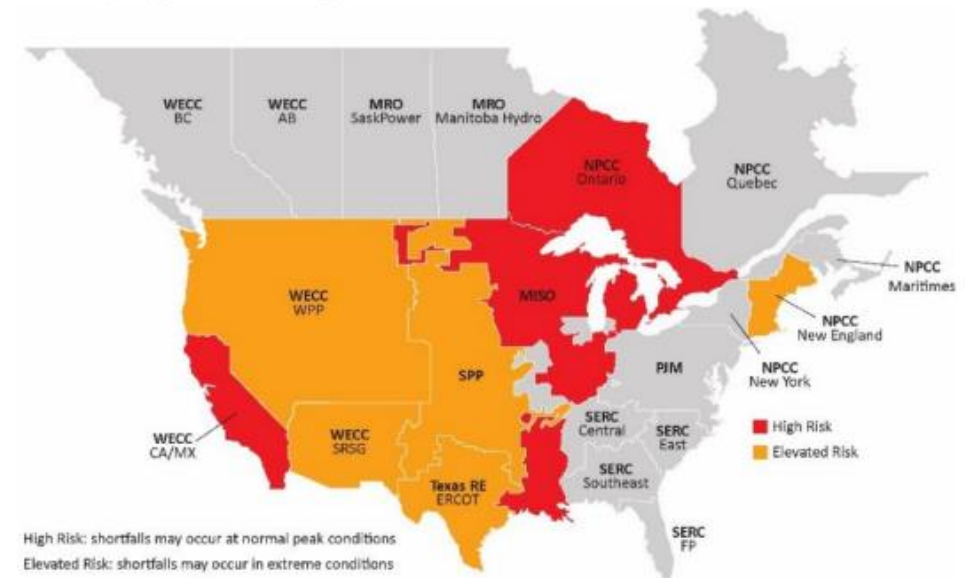 WECC
BC
WECC
AB
MRO
SaskPower
MRO
Manitoba Hydro
NPCC
Ontario
NPCC
Quebec
NPCC
Maritimes
WECC
WPP
MISO
NPCC
New England
SPP
PJM
NPCC
New York
WECC
CA/MX
WECC
SRSG
SERC
Central
SERC
East
High Risk
Elevated Risk
SERC
Southeast
Texas RE
ERCOT
SERC
FP
High Risk: shortfalls may occur at normal peak conditions
Elevated Risk: shortfalls may occur in extreme conditions